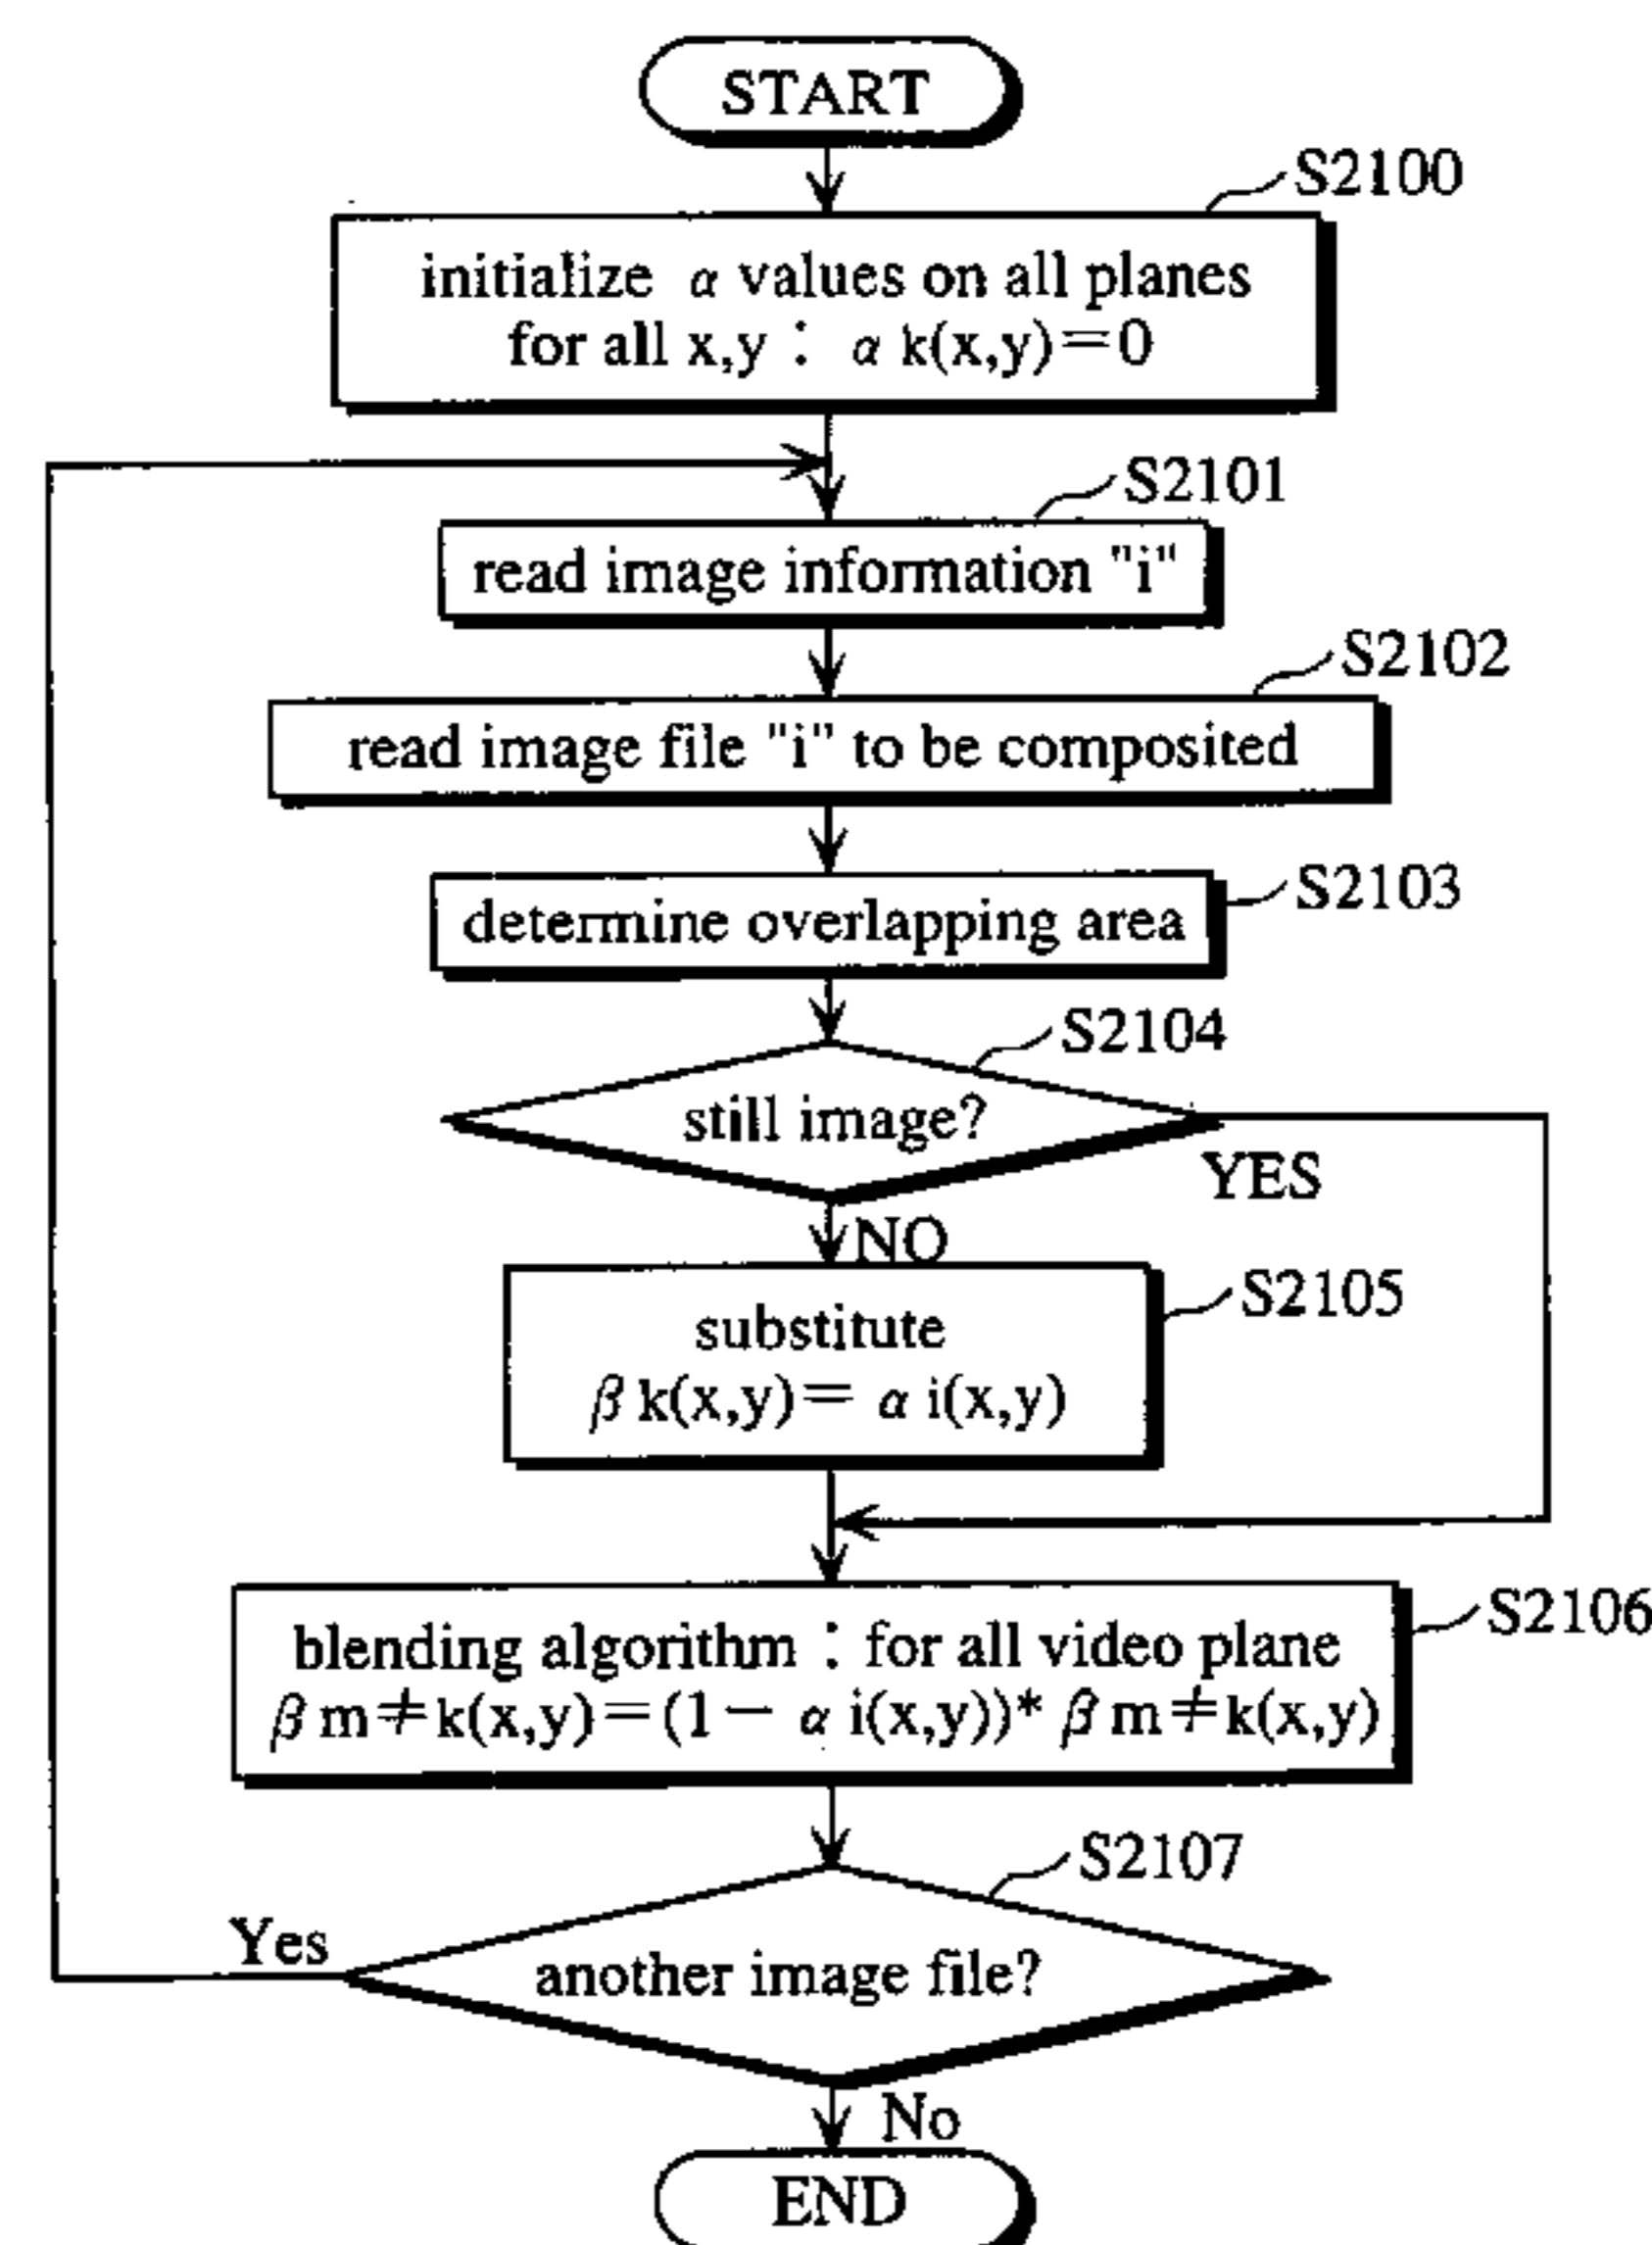 START
S2100
initialize α values on all planes
for all x,y : α k(x,y)=0
S2101
read image information "i"
S2102
read image file "i" to be composited
S2103
determine overlapping area
S2104
still image?
YES
NO
S2105
substitute
β k(x,y)= α i(x,y)
S2106
blending algorithm : for all video plane
β m≠k(x,y)=(1- α i(x,y))* β m≠k(x,y)
S2107
Yes
another image file?
No
END